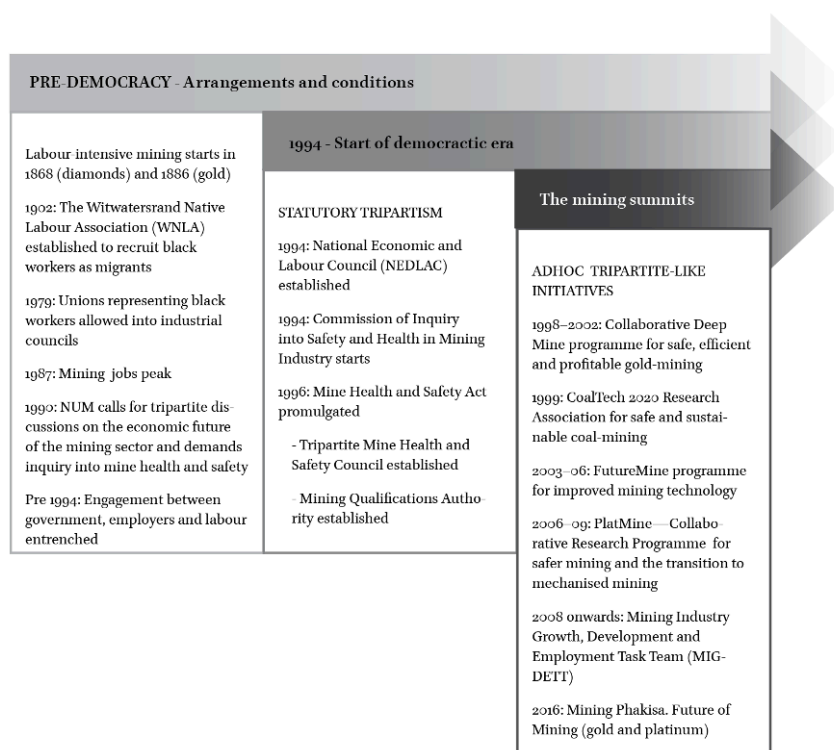 PRE-DEMOCRACY - Arrangements and conditions
Labour-intensive mining starts in
1868 (diamonds) and 1886 (gold)
1902: The Witwatersrand Native
Labour Association (WNLA)
established to recruit black
workers as migrants
1979: Unions representing black
workers allowed into industrial
councils
1987: Mining jobs peak
1990: NUM calls for tripartite dis-
cussions on the economic future
of the mining sector and demands
inquiry into mine health and safety
Pre 1994: Engagement between
government, employers and labour
entrenched
1994 - Start of democractic era
STATUTORY TRIPARTISM
1994: National Economic and
Labour Council (NEDLAC)
established
1994: Commission of Inquiry
into Safety and Health in Mining
Industry starts
1996: Mine Health and Safety Act
promulgated
- Tripartite Mine Health and
Safety Council established
- Mining Qualifications Autho-
rity established
The mining summits
ADHOC TRIPARTITE-LIKE
INITIATIVES
1998–2002: Collaborative Deep
Mine programme for safe, efficient
and profitable gold-mining
1999: CoalTech 2020 Research
Association for safe and sustai-
nable coal-mining
2003–06: FutureMine programme
for improved mining technology
2006–09: PlatMine—Collabo-
rative Research Programme for
safer mining and the transition to
mechanised mining
2008 onwards: Mining Industry
Growth, Development and
Employment Task Team (MIG-
DETT)
2016: Mining Phakisa. Future of
Mining (gold and platinum)